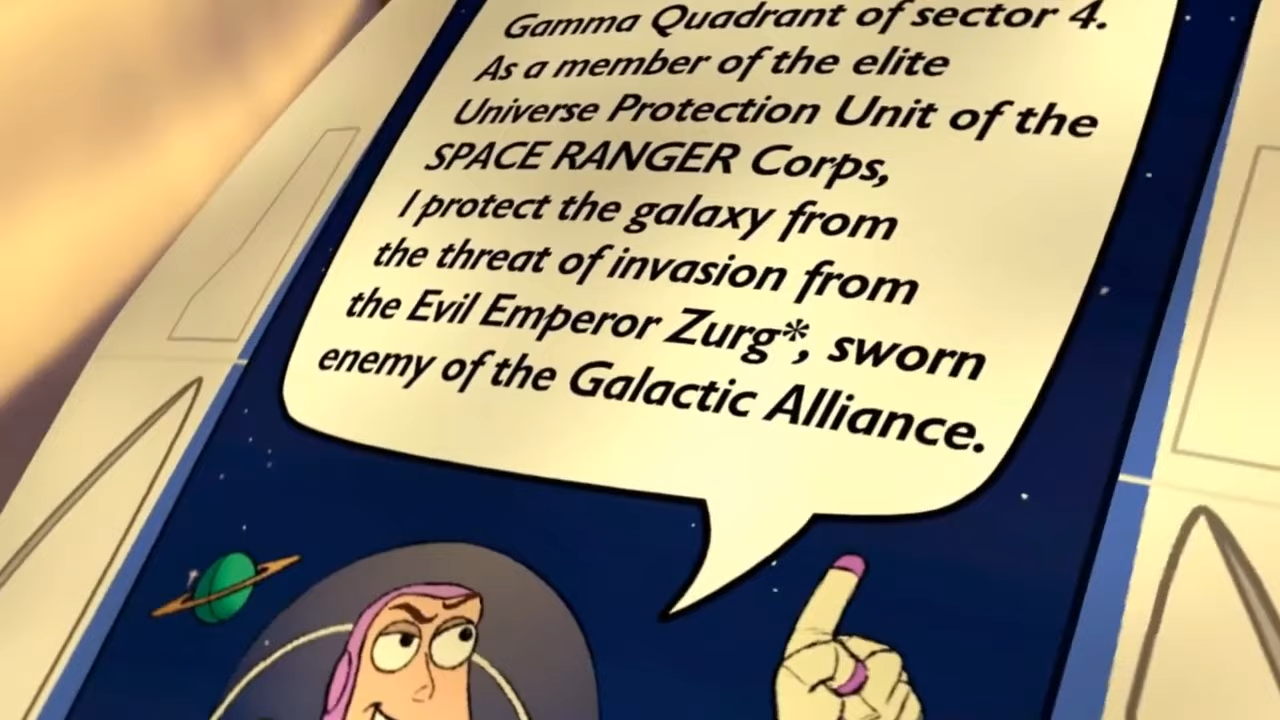 Gamma Quadrant of sector 4.
As a member of the elite
Universe Protection Unit of the
SPACE RANGER Corps,
I protect the galaxy from
the threat of invasion from
the Evil Emperor Zurg*, sworn
enemy of the Galactic Alliance.